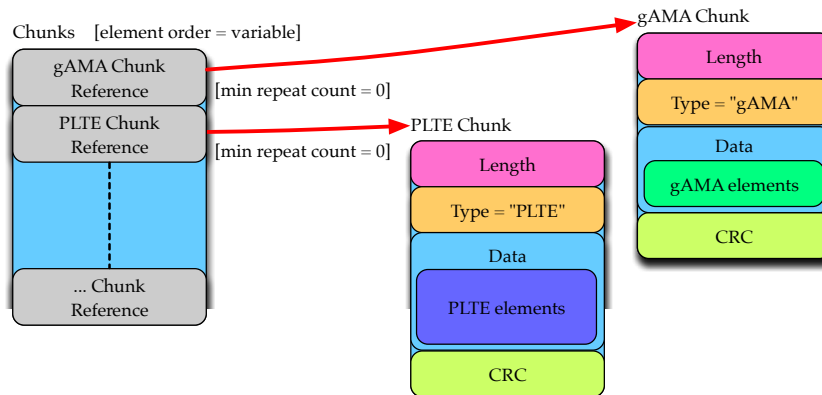 Chunks [element order = variable]
gAMA Chunk
Reference
[min repeat count = 0]
PLTE Chunk
Reference
[min repeat count = 0]
... Chunk
Reference
PLTE Chunk
Length
Type = "PLTE"
Data
PLTE elements
CRC
gAMA Chunk
Length
Type = "gAMA"
Data
gAMA elements
CRC